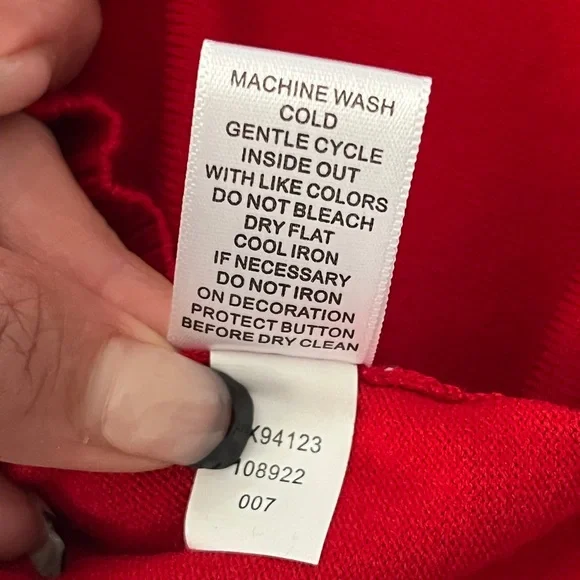 MACHINE WASH
COLD
GENTLE CYCLE
INSIDE OUT
WITH LIKE COLORS
DO NOT BLEACH
DRY FLAT
COOL IRON
IF NECESSARY
DO NOT IRON
ON DECORATION
PROTECT BUTTON
BEFORE DRY CLEAN
108922
007